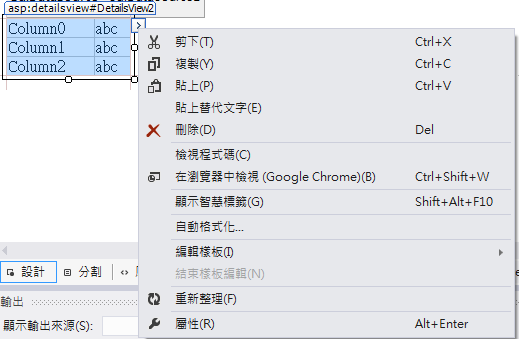 asp:detailsview#DetailsView2
Column0 abc
Column1 abc
Column2 abc
剪下(T) Ctrl+X
複製(Y) Ctrl+C
貼上(P) Ctrl+V
貼上替代文字(E)
刪除(D) Del
檢視程式碼(C)
在瀏覽器中檢視 (Google Chrome)(B) Ctrl+Shift+W
顯示智慧標籤(G) Shift+Alt+F10
自動格式化...
編輯樣板(I)
結束樣板編輯(N)
重新整理(F)
屬性(R) Alt+Enter
設計 分割
輸出
顯示輸出來源(S):